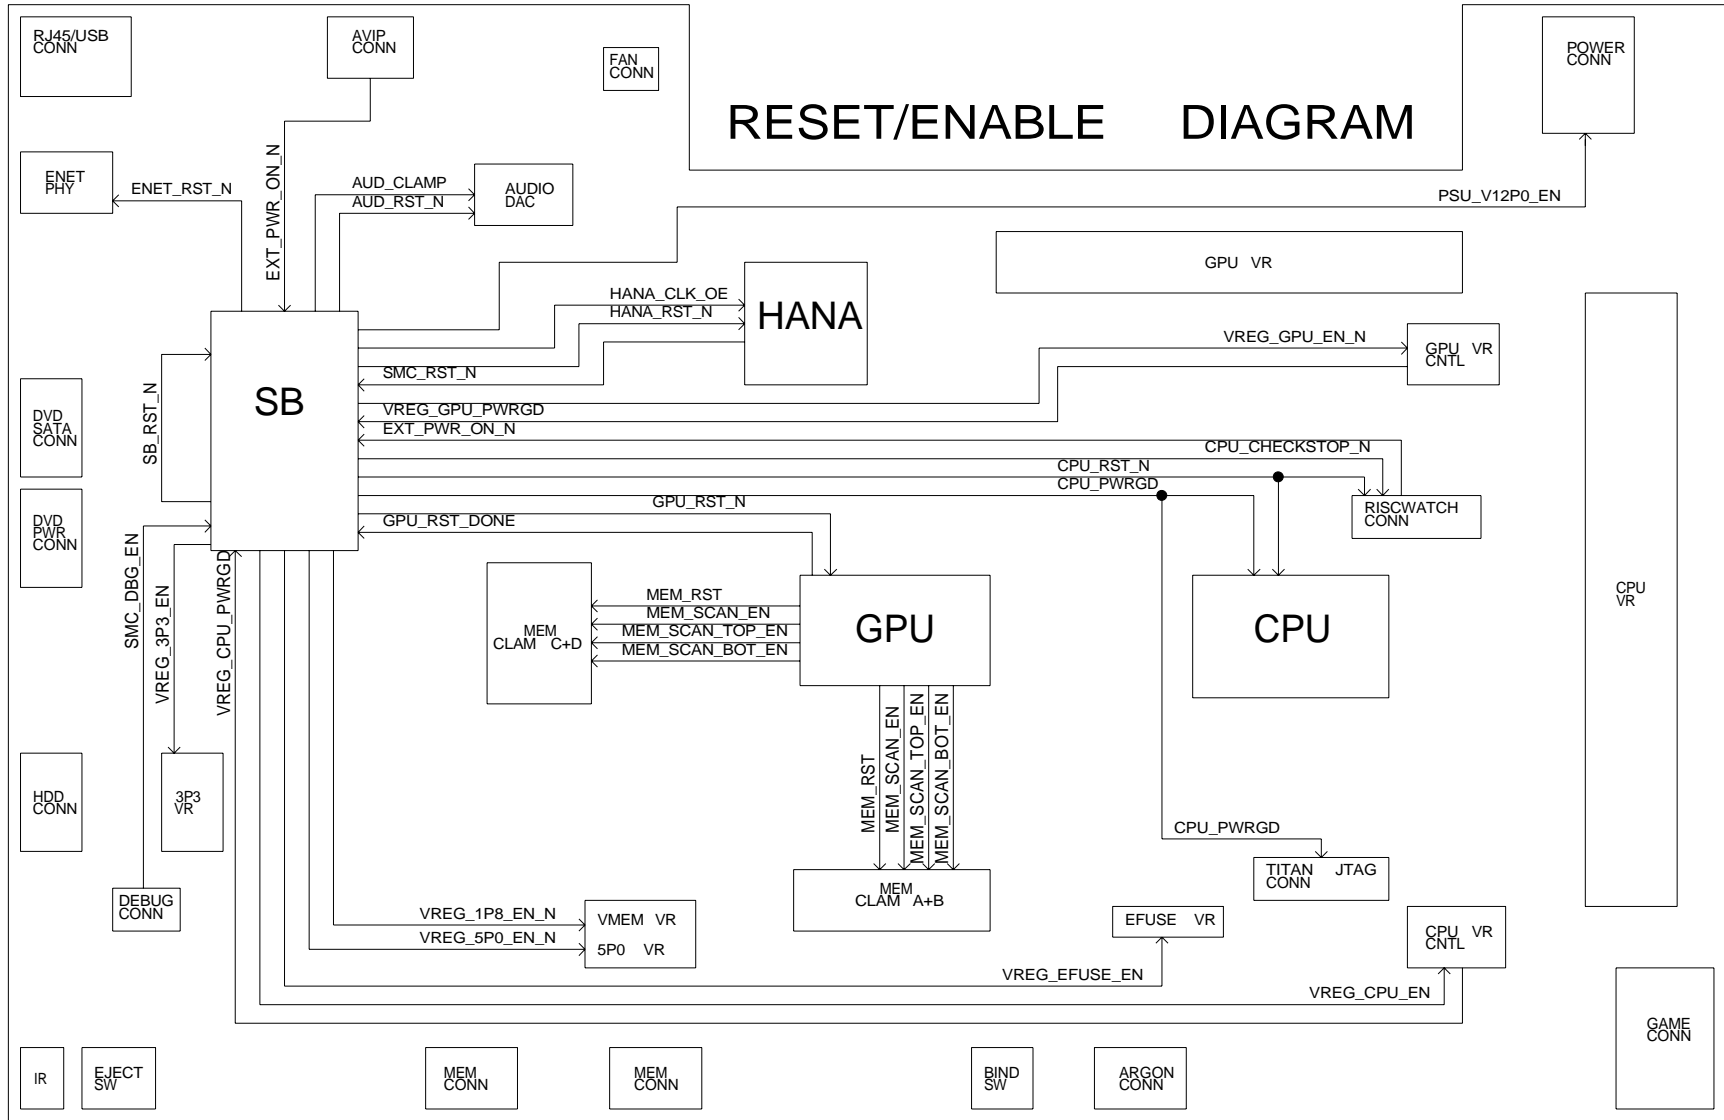 RJ45/USB
CONN
AVIP
CONN
FAN
CONN
POWER
CONN
RESET/ENABLE DIAGRAM
ENET
PHY
ENET_RST_N
EXT_PWR_ON_N
AUD_CLAMP
AUD_RST_N
AUDIO
DAC
PSU_V12P0_EN
GPU VR
HANA_CLK_OE
HANA_RST_N
HANA
SMC_RST_N
VREG_GPU_EN_N
GPU VR
CNTL
SB
SB_RST_N
VREG_GPU_PWRGD
EXT_PWR_ON_N
CPU_CHECKSTOP_N
CPU_RST_N
CPU_PWRGD
GPU_RST_N
GPU_RST_DONE
RISCWATCH
CONN
DVD
SATA
CONN
DVD
PWR
CONN
SMC_DBG_EN
VREG_3P3_EN
VREG_CPU_PWRGD
MEM
CLAM C+D
MEM_RST
MEM_SCAN_EN
MEM_SCAN_TOP_EN
MEM_SCAN_BOT_EN
GPU
CPU
CPU
VR
MEM_RST
MEM_SCAN_EN
MEM_SCAN_TOP_EN
MEM_SCAN_BOT_EN
HDD
CONN
3P3
VR
CPU_PWRGD
TITAN JTAG
CONN
DEBUG
CONN
MEM
CLAM A+B
VREG_1P8_EN_N
VREG_5P0_EN_N
VMEM VR
5P0 VR
EFUSE VR
CPU VR
CNTL
VREG_EFUSE_EN
VREG_CPU_EN
GAME
CONN
IR
EJECT
SW
MEM
CONN
MEM
CONN
BIND
SW
ARGON
CONN